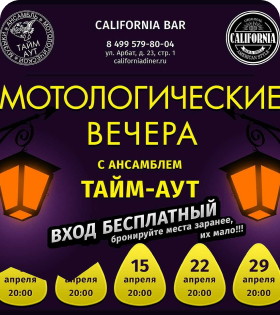 CALIFORNIA BAR
8 499 579-80-04
ул. Арбат, д. 23, стр. 1
californiadiner.ru
ТАЙМ
АУТ
CALIFORNIA
МОТОЛОГИЧЕСКИЕ
ВЕЧЕРА
С АНСАМБЛЕМ
ТАЙМ-АУТ
ВХОД БЕСПЛАТНЫЙ
бронируйте места заранее,
их мало!!!
15 22 29
апреля апреля апреля апреля апреля
20:00 20:00 20:00 20:00 20:00